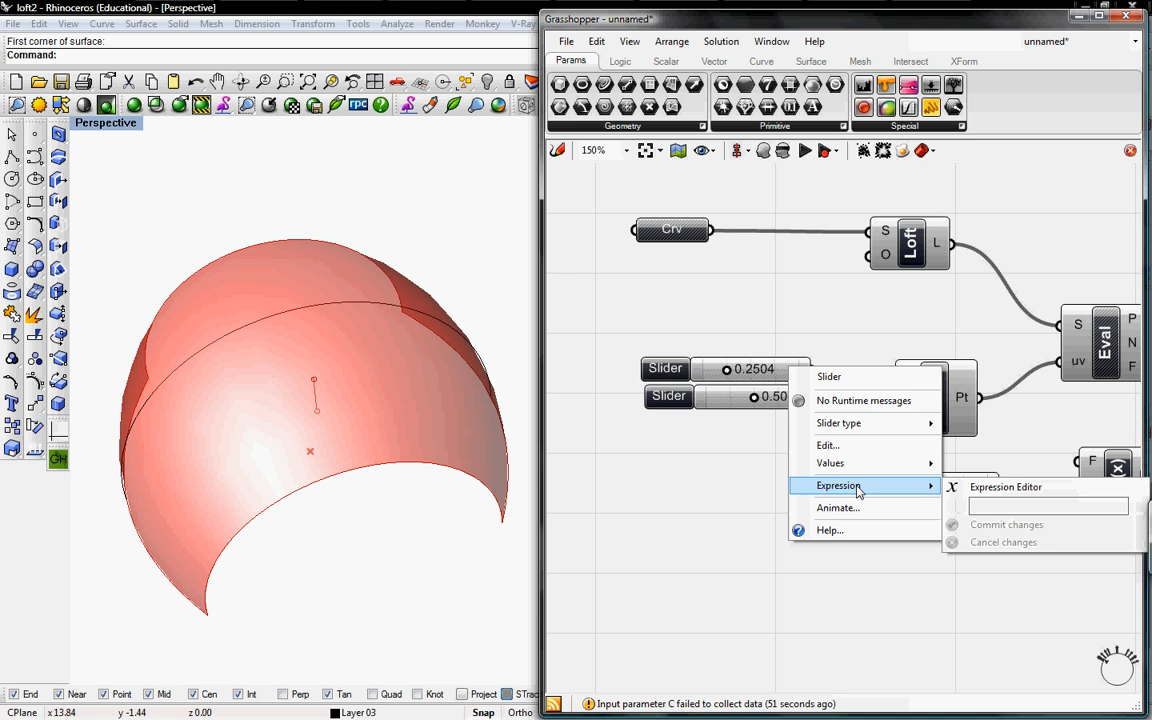 loft2 - Rhinoceros (Educational) - [Perspective]
File Edit View Curve Surface Solid Mesh Dimension Transform Tools Analyze Render Monkey V-Ray
First corner of surface:
Command:
Perspective
rpc
GH
End Near Point Mid Cen Int Perp Tan Quad Knot Project STrac
CPlane x 13.84 y -1.44 z 0.00 Layer 03 Snap Ortho
Grasshopper - unnamed*
File Edit View Arrange Solution Window Help unnamed*
Params Logic Scalar Vector Curve Surface Mesh Intersect XForm
Geometry Primitive Special
150%
Crv
S
O
Loft
L
S
uv
Eval
P
N
F
Slider 0.2504
Slider 0.50
Pt
F
(x)
Slider
No Runtime messages
Slider type
Edit...
Values
Expression
Animate...
Help...
Expression Editor
Commit changes
Cancel changes
Input parameter C failed to collect data (51 seconds ago)